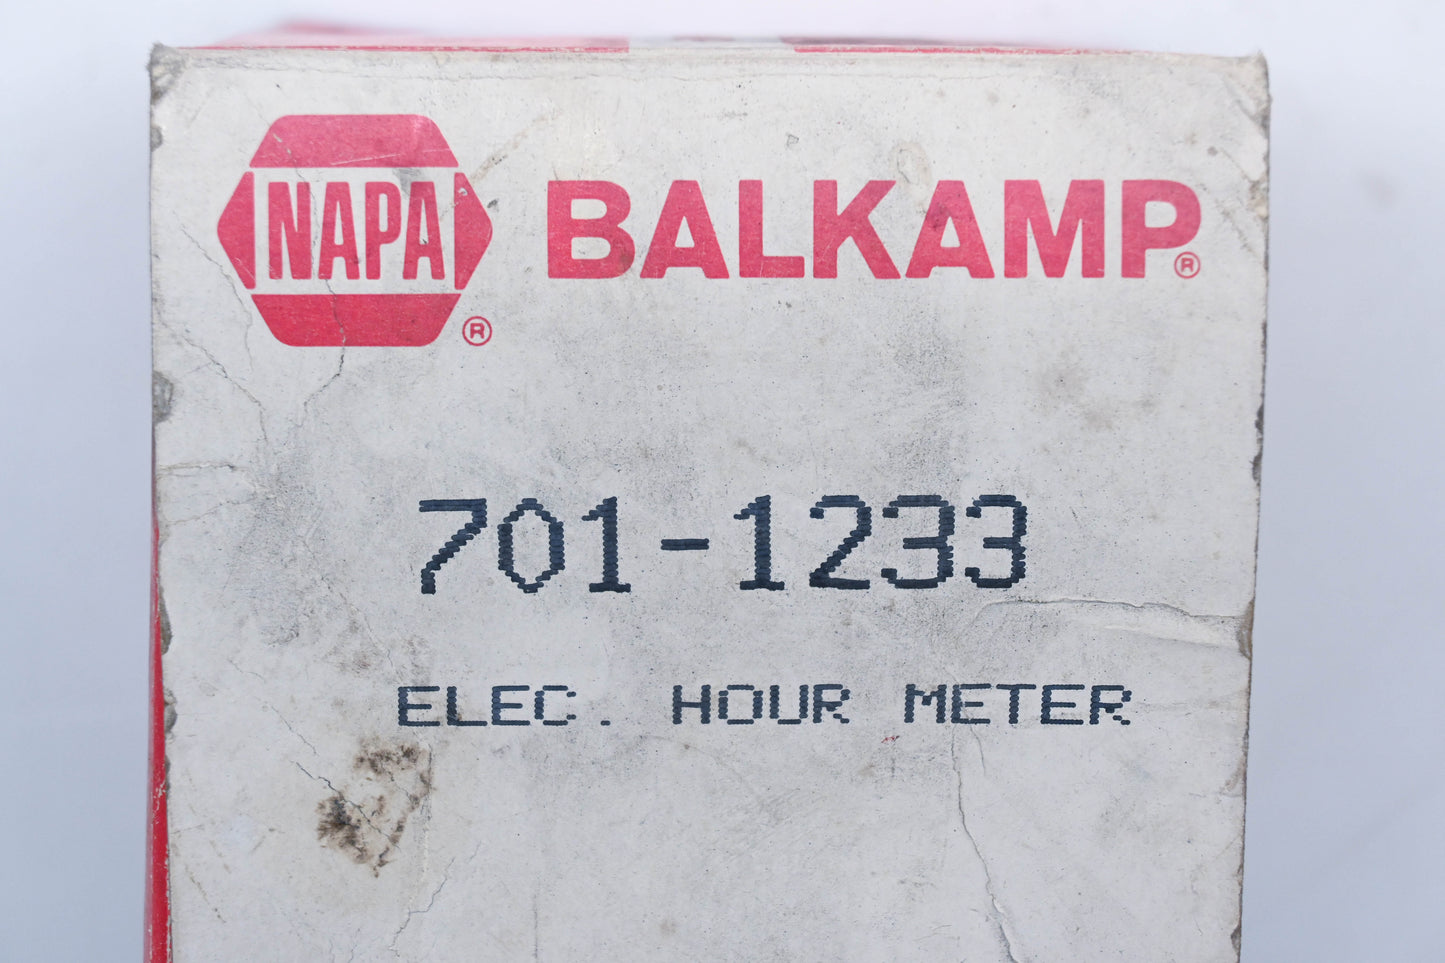 NAPA® BALKAMP®
701-1233
ELEC. HOUR METER